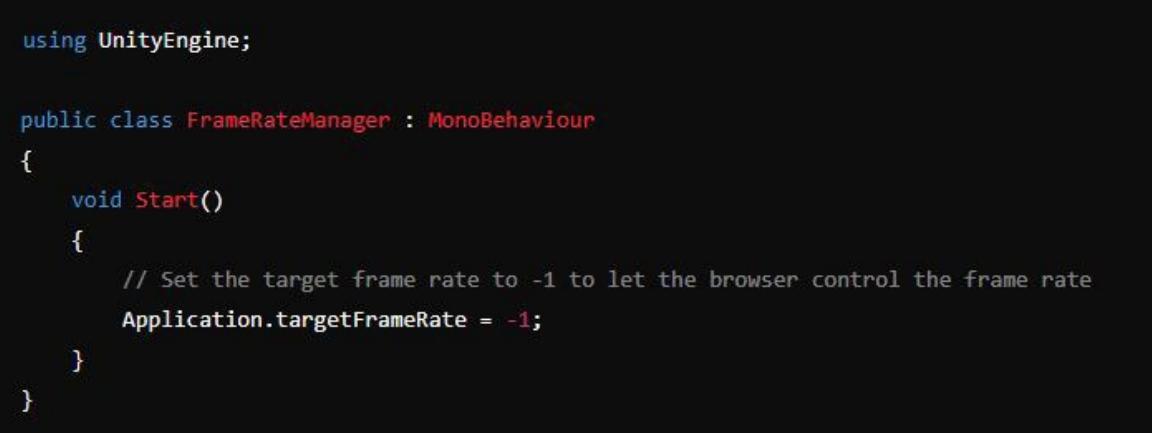 using UnityEngine;
public class FrameRateManager : MonoBehaviour
{
    void Start()
    {
        // Set the target frame rate to -1 to let the browser control the frame rate
        Application.targetFrameRate = -1;
    }
}